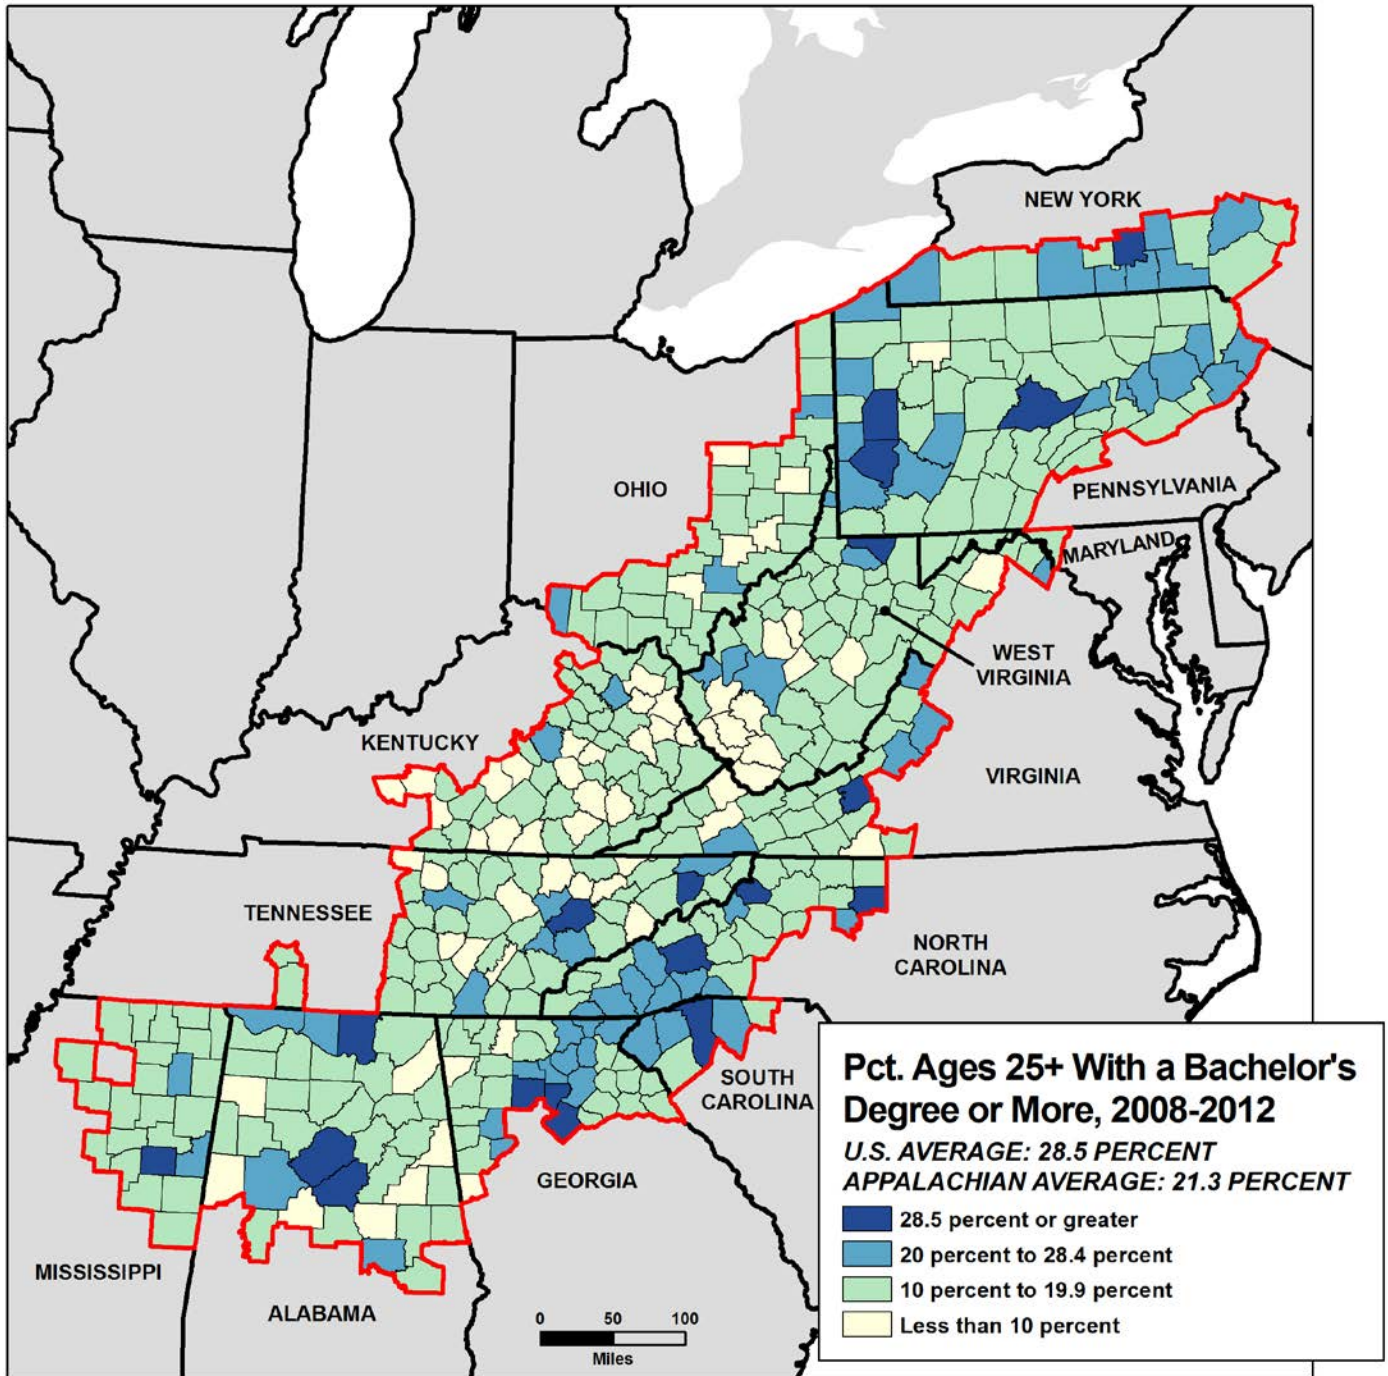 NEW YORK
OHIO
PENNSYLVANIA
MARYLAND
WEST
VIRGINIA
KENTUCKY
VIRGINIA
TENNESSEE
NORTH
CAROLINA
SOUTH
CAROLINA
GEORGIA
MISSISSIPPI
ALABAMA
0 50 100
Miles
Pct. Ages 25+ With a Bachelor's
Degree or More, 2008-2012
U.S. AVERAGE: 28.5 PERCENT
APPALACHIAN AVERAGE: 21.3 PERCENT
28.5 percent or greater
20 percent to 28.4 percent
10 percent to 19.9 percent
Less than 10 percent